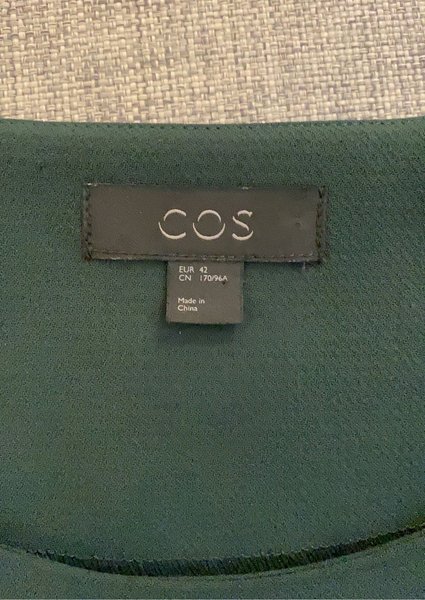 COS
EUR 42
CN 170/96A
Made in
China